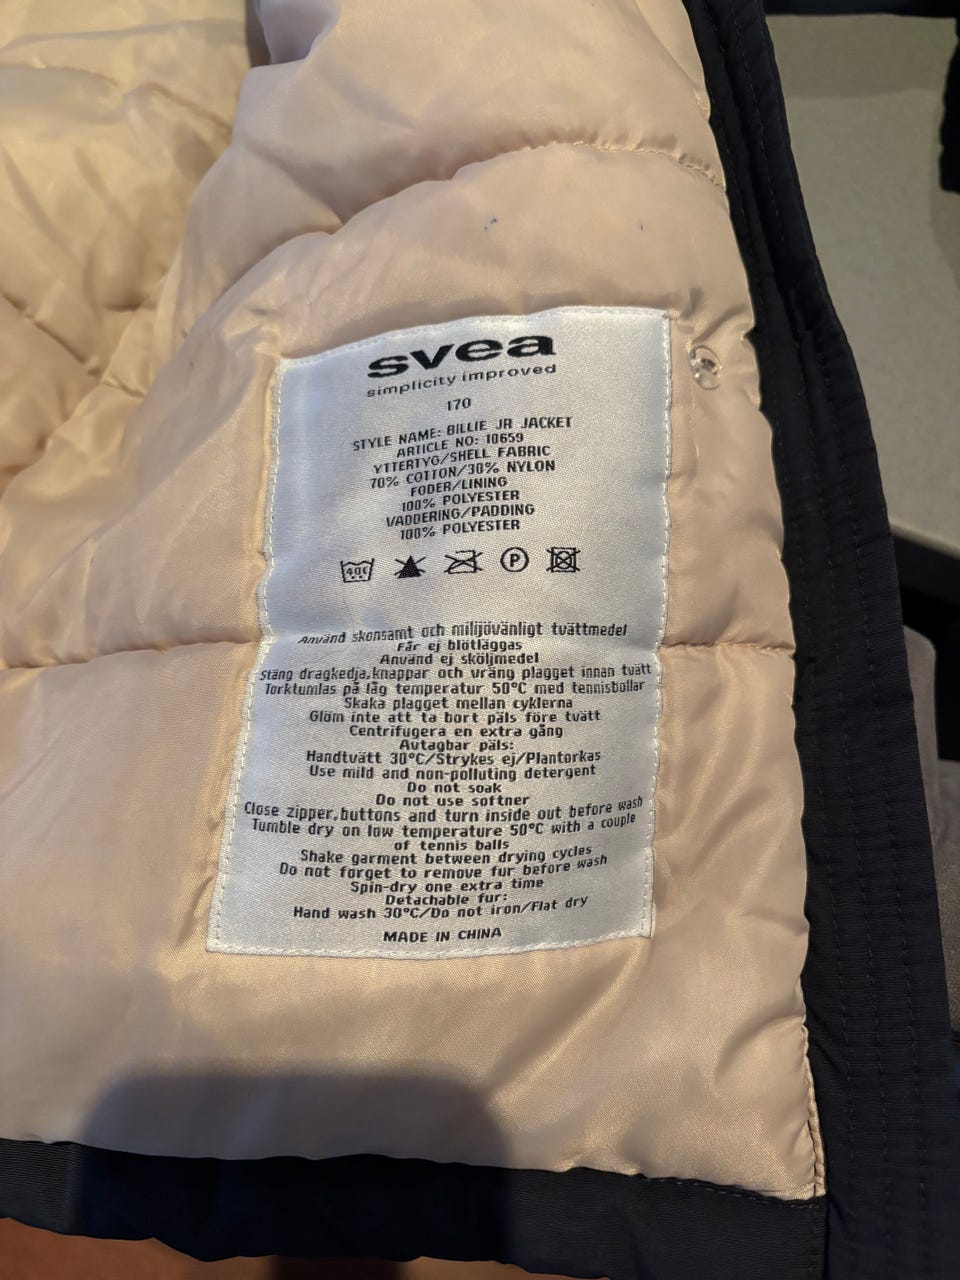 svea
simplicity improved
170
STYLE NAME: BILLIE JR JACKET
ARTICLE NO: 10659
YTTERTYG/SHELL FABRIC
70% COTTON/30% NYLON
FODER/LINING
100% POLYESTER
VADDERING/PADDING
100% POLYESTER
40C P
Använd skonsamt och milijövänligt tvättmedel
Får ej blötläggas
Använd ej sköljmedel
Stäng dragkedja,knappar och vräng plagget innan tvätt
Torktumlas på låg temperatur 50°C med tennisbollar
Skaka plagget mellan cyklerna
Glöm inte att ta bort päls före tvätt
Centrifugera en extra gång
Avtagbar päls:
Handtvätt 30°C/Strykes ej/Plantorkas
Use mild and non-polluting detergent
Do not soak
Do not use softner
Close zipper,buttons and turn inside out before wash
Tumble dry on low temperature 50°C with a couple
of tennis balls
Shake garment between drying cycles
Do not forget to remove fur before wash
Spin-dry one extra time
Detachable fur:
Hand wash 30°C/Do not iron/Flat dry
MADE IN CHINA